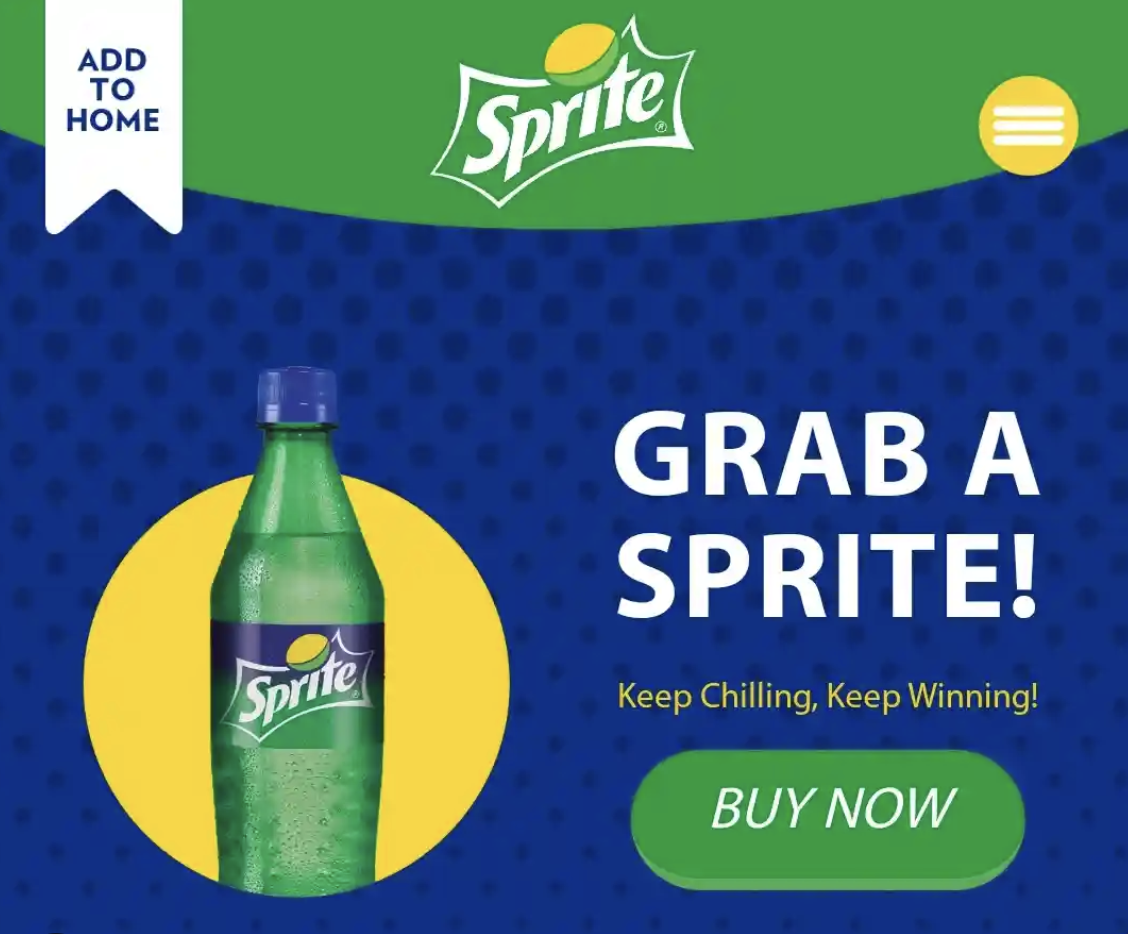 ADD
TO
HOME
Sprite
®
GRAB A
SPRITE!
Sprite
®
Keep Chilling, Keep Winning!
BUY NOW